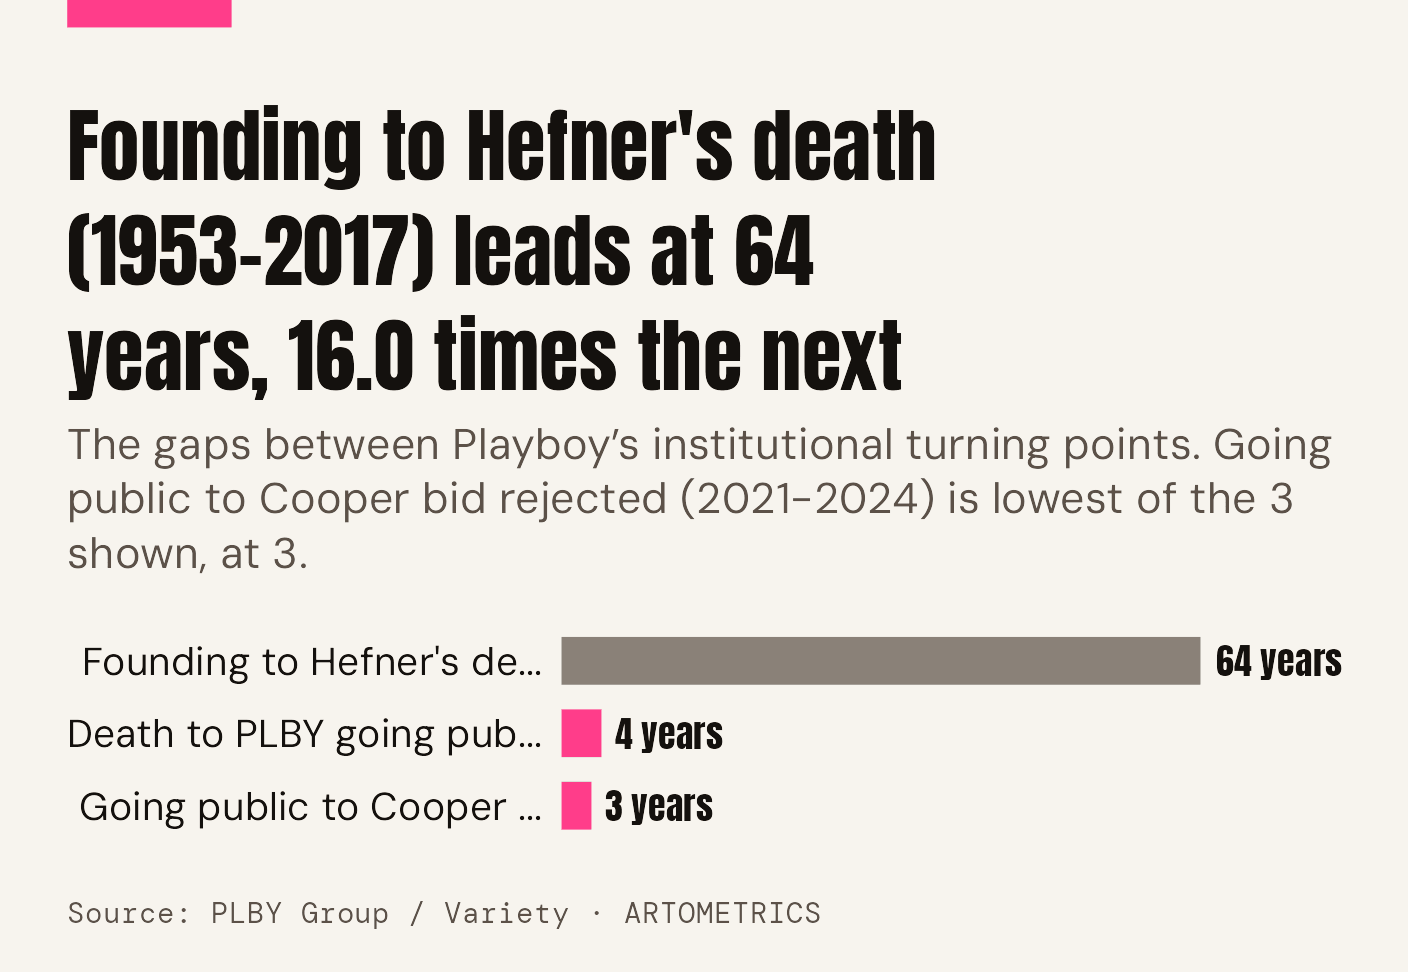 Founding to Hefner's death
(1953-2017) leads at 64
years, 16.0 times the next
The gaps between Playboy’s institutional turning points. Going
public to Cooper bid rejected (2021–2024) is lowest of the 3
shown, at 3.
Founding to Hefner's de... 64 years
Death to PLBY going pub... 4 years
Going public to Cooper ... 3 years
Source: PLBY Group / Variety · ARTOMETRICS